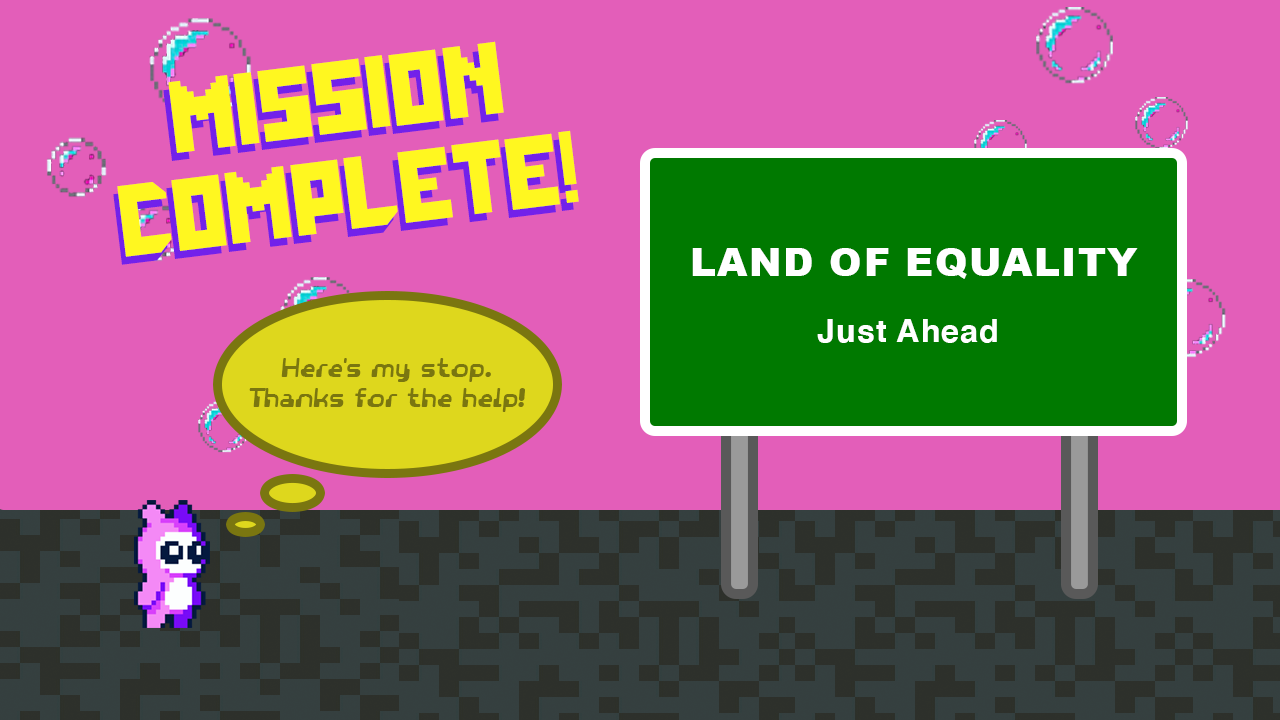 MISSION
COMPLETE!
Here's my stop.
Thanks for the help!
LAND OF EQUALITY
Just Ahead